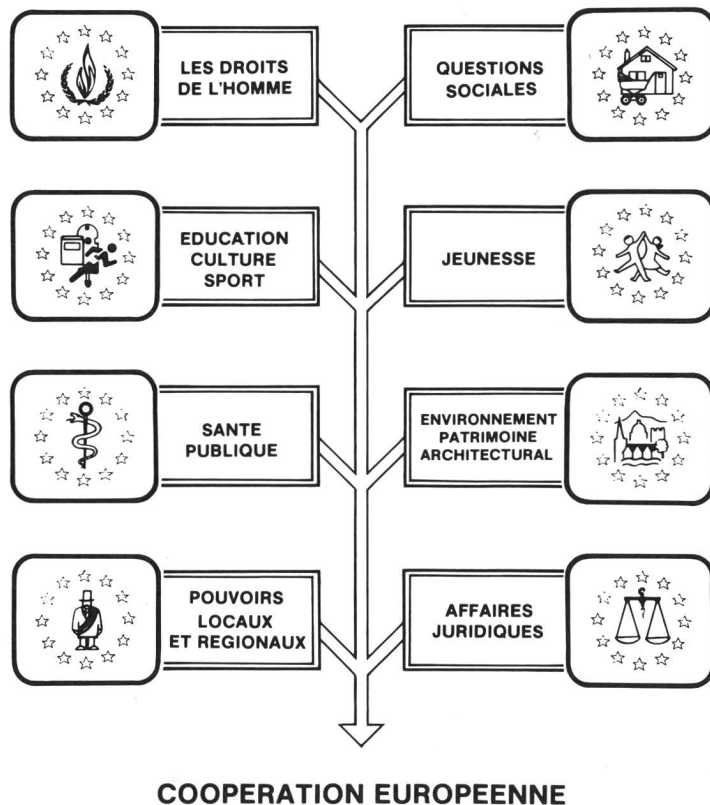 LES DROITS
DE L'HOMME
QUESTIONS
SOCIALES
EDUCATION
CULTURE
SPORT
JEUNESSE
SANTE
PUBLIQUE
ENVIRONNEMENT
PATRIMOINE
ARCHITECTURAL
POUVOIRS
LOCAUX
ET REGIONAUX
AFFAIRES
JURIDIQUES
COOPERATION EUROPEENNE